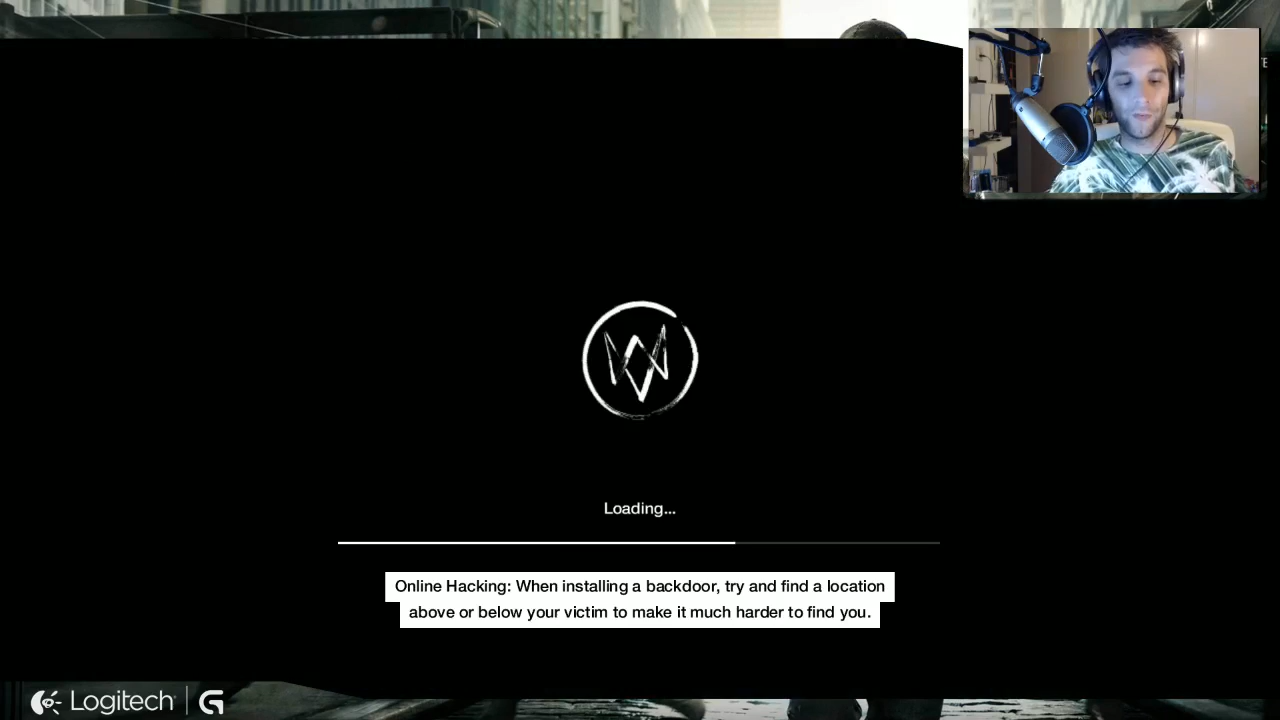 Loading...
Online Hacking: When installing a backdoor, try and find a location
above or below your victim to make it much harder to find you.
Logitech